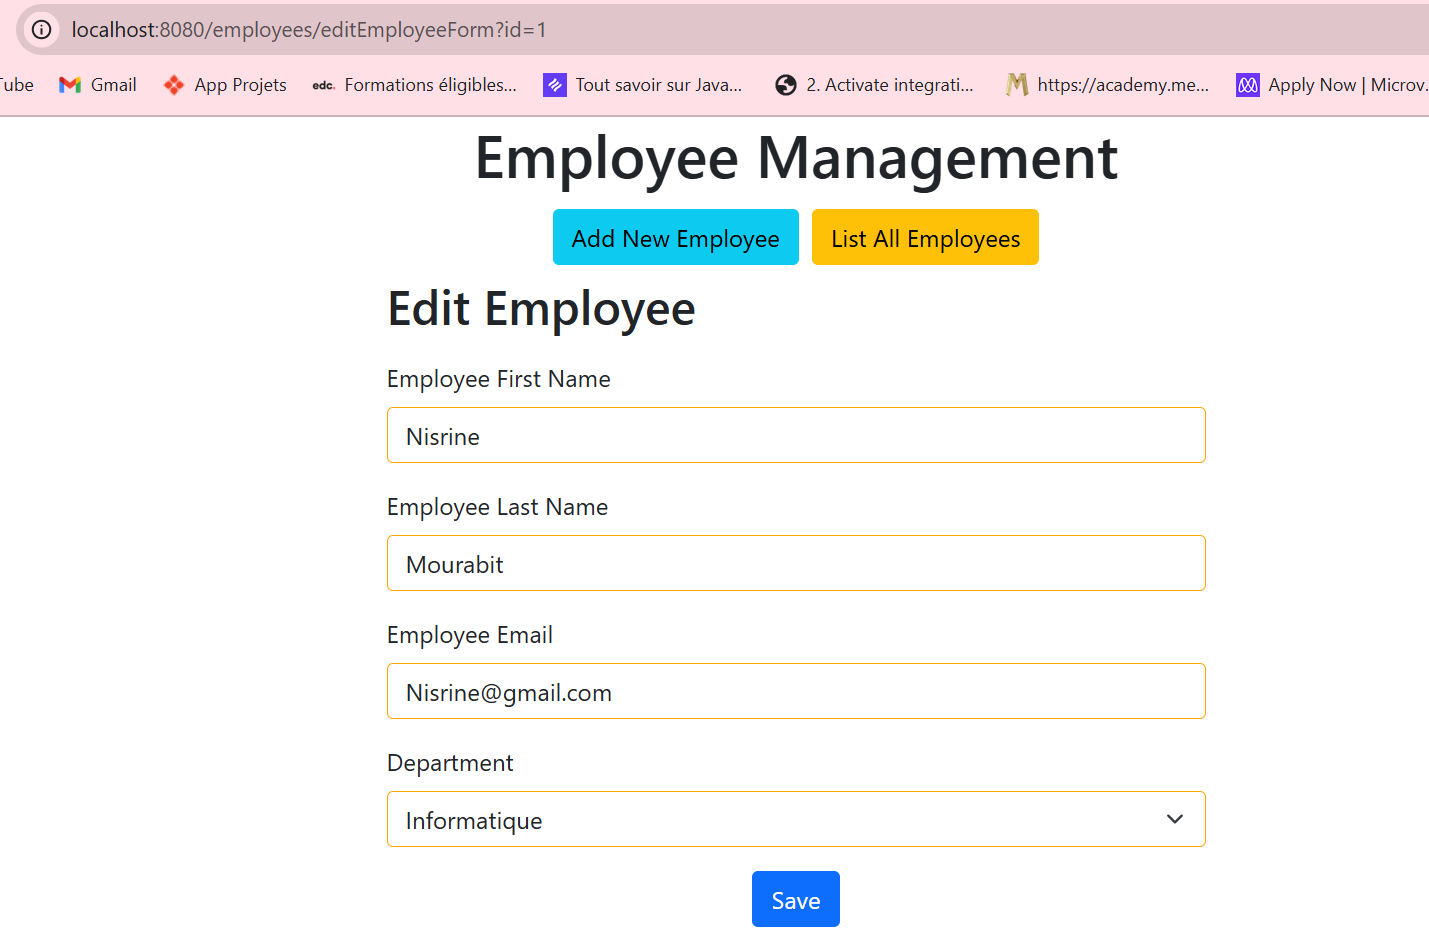 localhost:8080/employees/editEmployeeForm?id=1
Tube Gmail App Projets edc. Formations éligibles... Tout savoir sur Java... 2. Activate integrati... https://academy.me... Apply Now | Microv.
Employee Management
Add New Employee List All Employees
Edit Employee
Employee First Name
Nisrine
Employee Last Name
Mourabit
Employee Email
Nisrine@gmail.com
Department
Informatique
Save